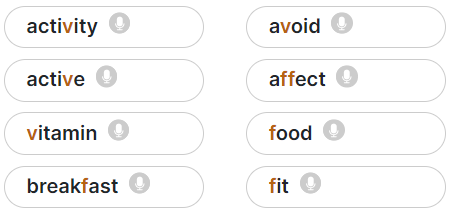 activity
avoid
active
affect
vitamin
food
breakfast
fit